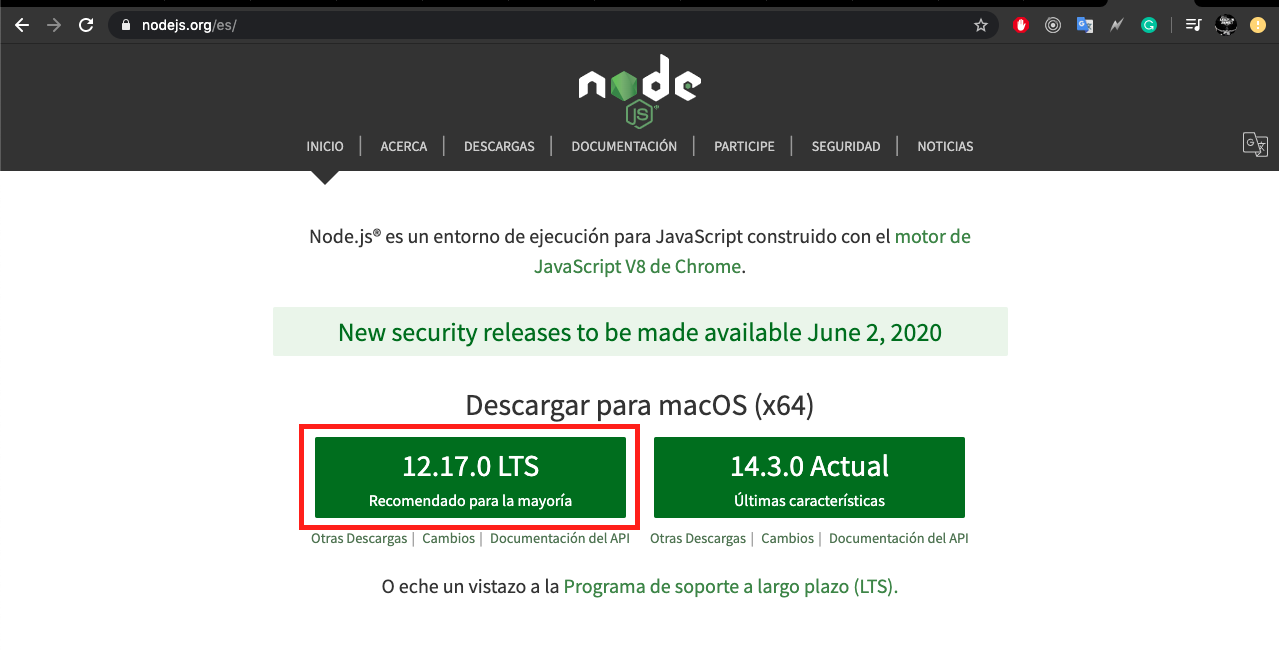 nodejs.org/es/
node
JS
INICIO | ACERCA | DESCARGAS | DOCUMENTACIÓN | PARTICIPE | SEGURIDAD | NOTICIAS
Node.js® es un entorno de ejecución para JavaScript construido con el motor de
JavaScript V8 de Chrome.
New security releases to be made available June 2, 2020
Descargar para macOS (x64)
12.17.0 LTS
Recomendado para la mayoría
14.3.0 Actual
Últimas características
Otras Descargas | Cambios | Documentación del API
Otras Descargas | Cambios | Documentación del API
O eche un vistazo a la Programa de soporte a largo plazo (LTS).